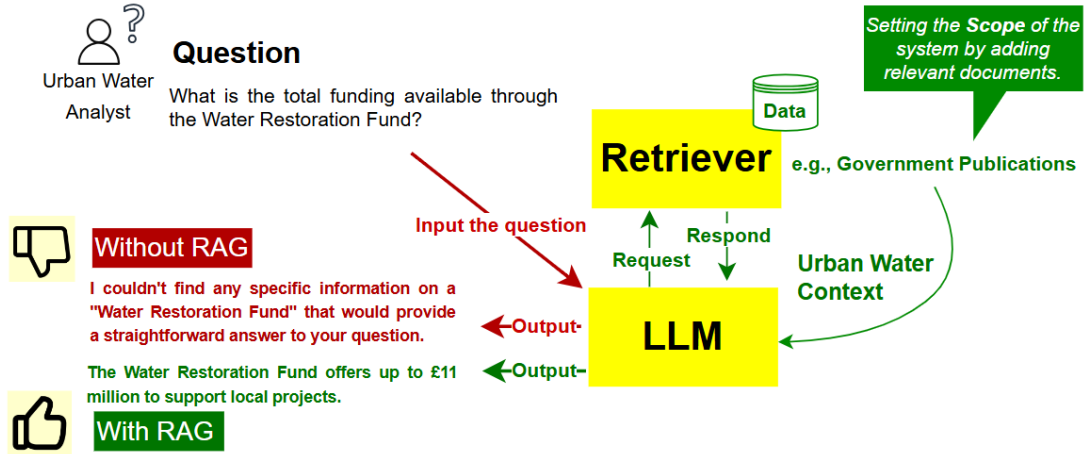 Question
Urban Water
Analyst
What is the total funding available through
the Water Restoration Fund?
Setting the Scope of the
system by adding
relevant documents.
Data
Retriever
e.g., Government Publications
Input the question
Request
Respond
Urban Water
Context
LLM
Without RAG
I couldn't find any specific information on a
"Water Restoration Fund" that would provide
a straightforward answer to your question.
Output
Output
The Water Restoration Fund offers up to £11
million to support local projects.
With RAG